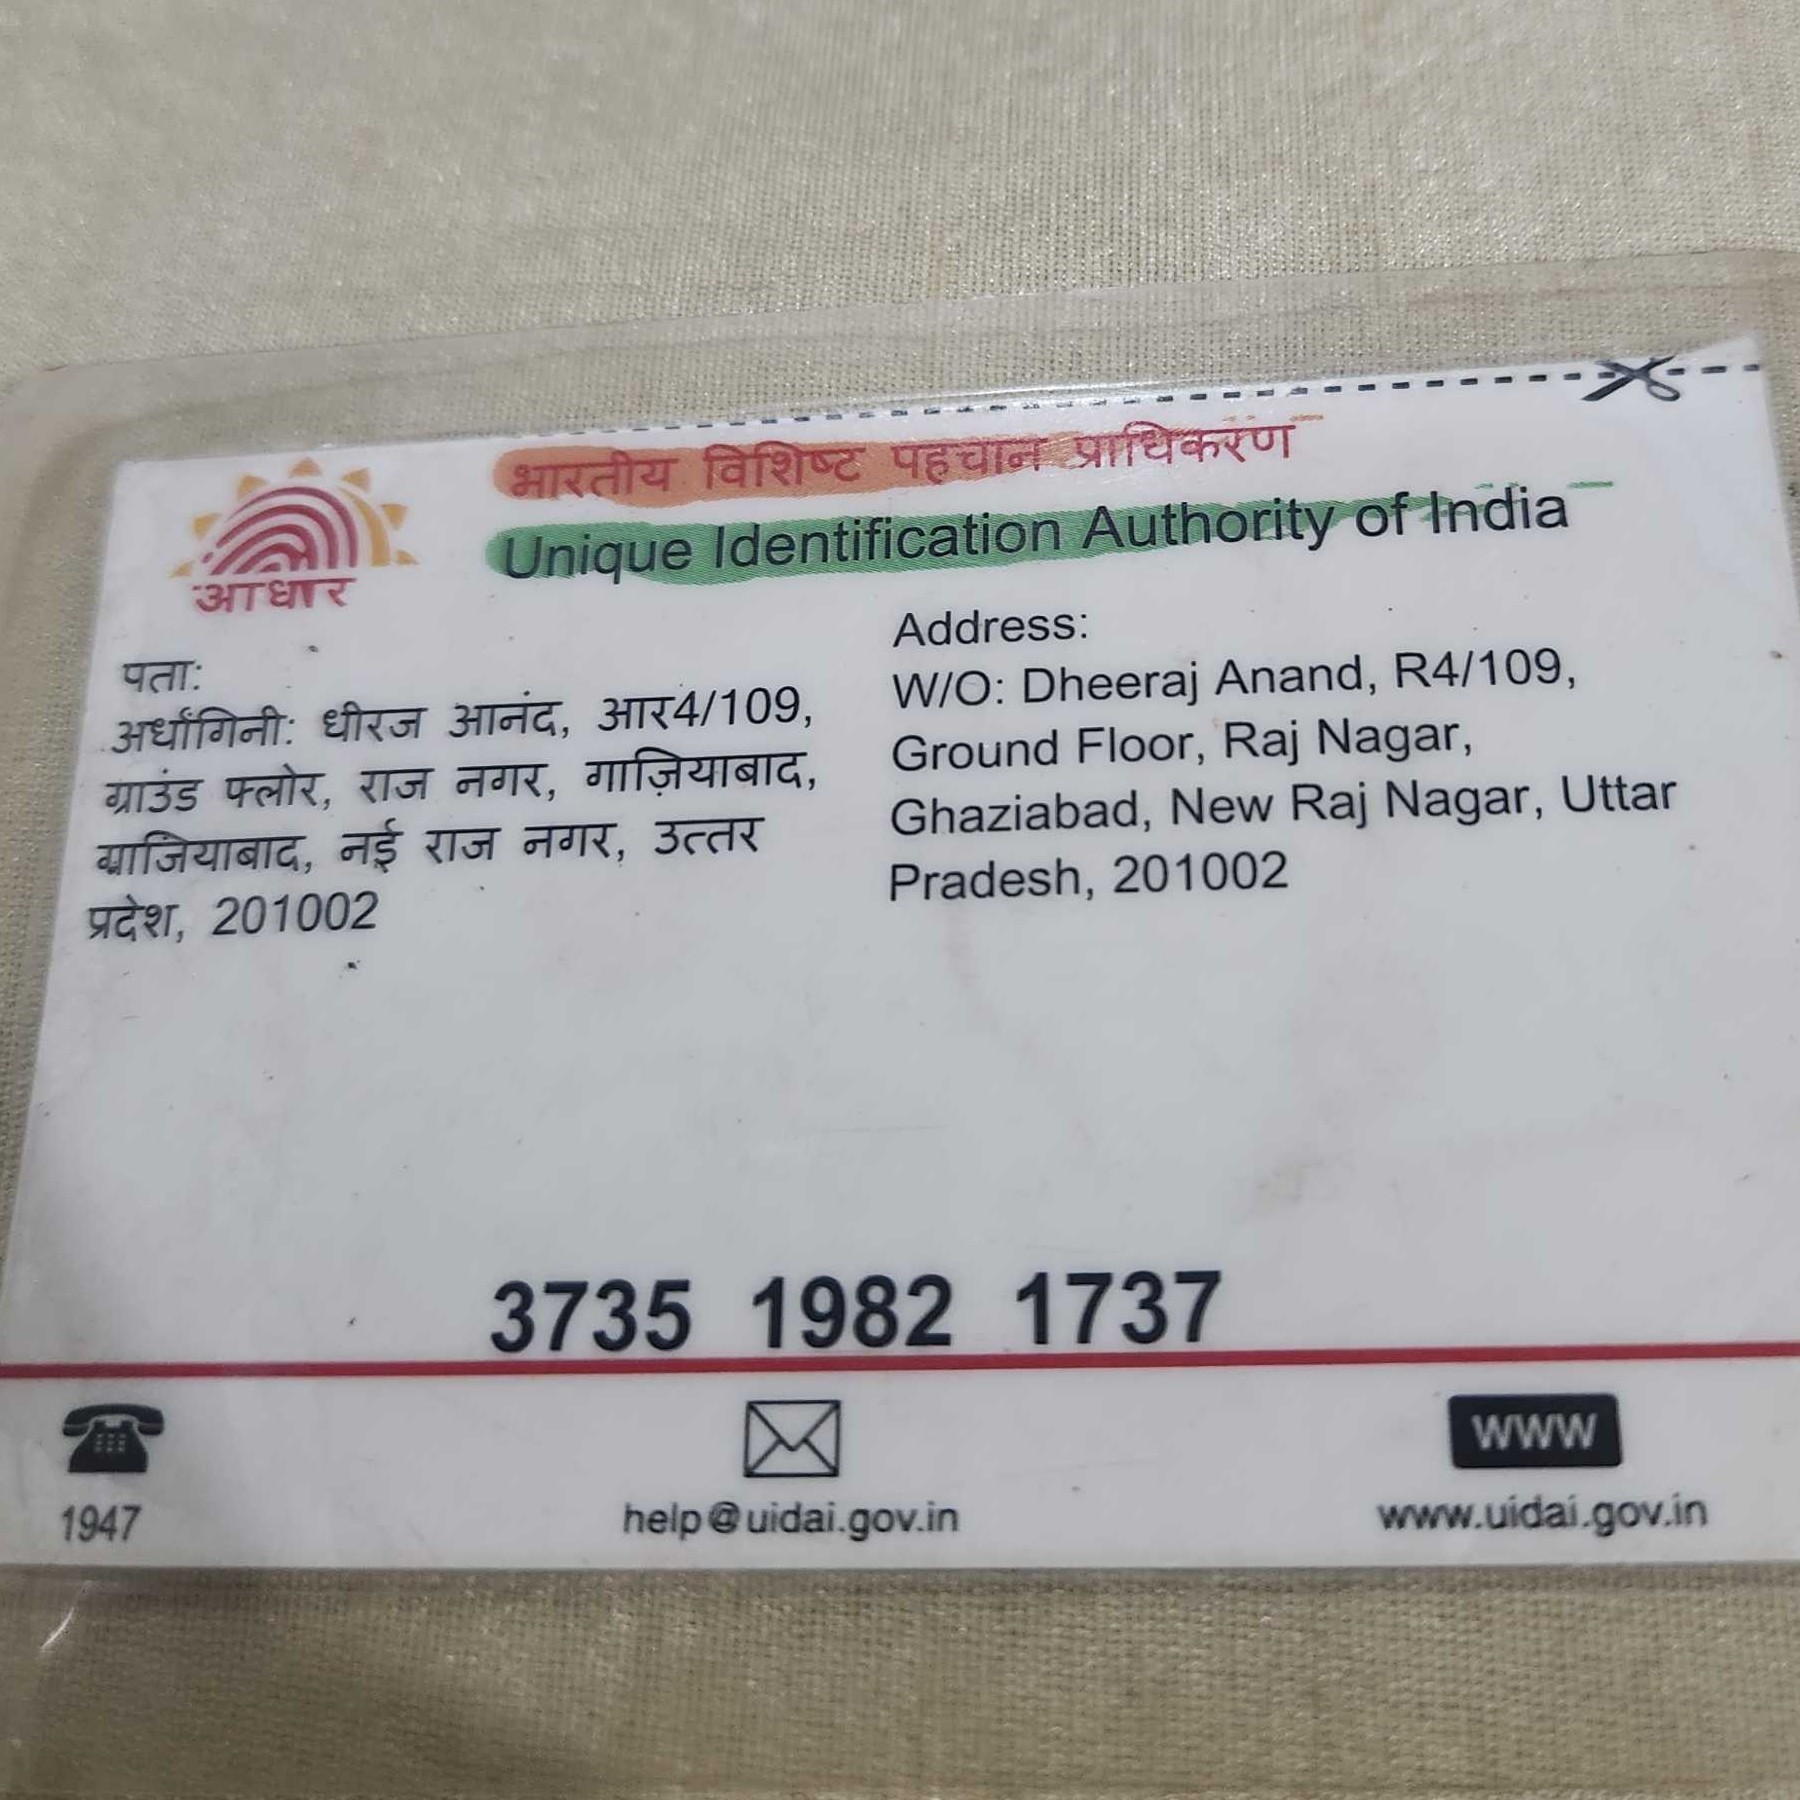 भारतीय विशिष्ट पहचान प्राधिकरण
Unique Identification Authority of India
आधार
पता:
अर्धांगिनी: धीरज आनंद, आर4/109,
ग्राउंड फ्लोर, राज नगर, गाज़ियाबाद,
गाजियाबाद, नई राज नगर, उत्तर
प्रदेश, 201002
Address:
W/O: Dheeraj Anand, R4/109,
Ground Floor, Raj Nagar,
Ghaziabad, New Raj Nagar, Uttar
Pradesh, 201002
3735 1982 1737
1947
help@uidai.gov.in
WWW
www.uidai.gov.in